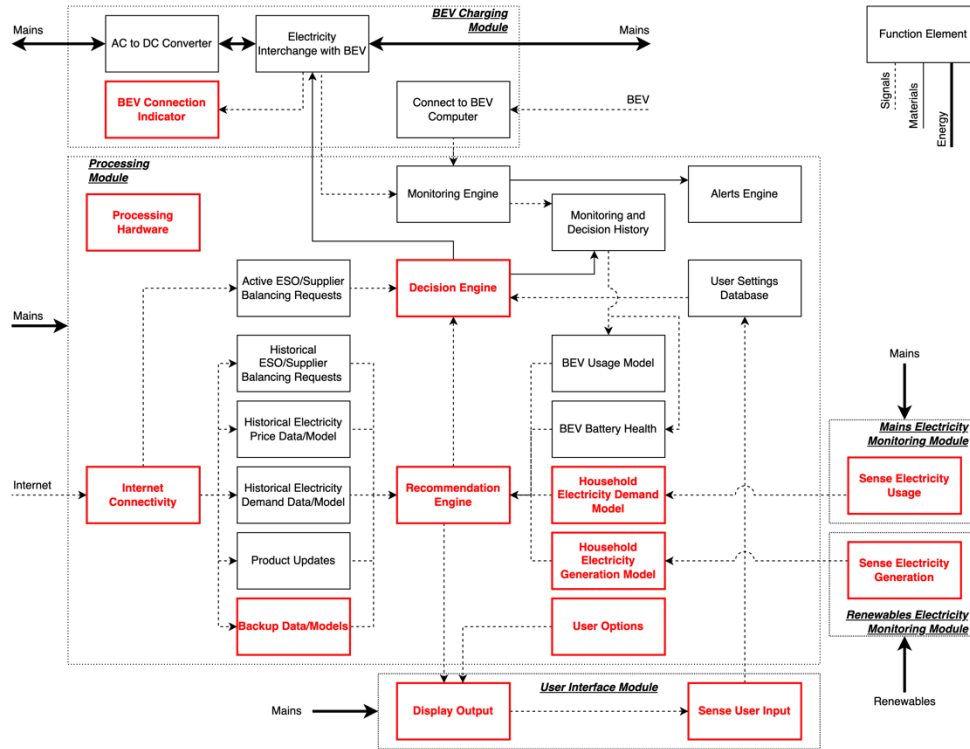 BEV Charging
Module
Mains
AC to DC Converter
Electricity
Interchange with BEV
Mains
Function Element
Signals
Materials
Energy
BEV Connection
Indicator
Connect to BEV
Computer
BEV
Processing
Module
Processing
Hardware
Monitoring Engine
Alerts Engine
Monitoring and
Decision History
Active ESO/Supplier
Balancing Requests
Decision Engine
User Settings
Database
Mains
Historical
ESO/Supplier
Balancing Requests
BEV Usage Model
Mains
Historical Electricity
Price Data/Model
BEV Battery Health
Mains Electricity
Monitoring Module
Internet
Internet
Connectivity
Historical Electricity
Demand Data/Model
Recommendation
Engine
Household
Electricity Demand
Model
Sense Electricity
Usage
Product Updates
Household
Electricity
Generation Model
Sense Electricity
Generation
Renewables Electricity
Monitoring Module
Backup Data/Models
User Options
User Interface Module
Mains
Display Output
Sense User Input
Renewables